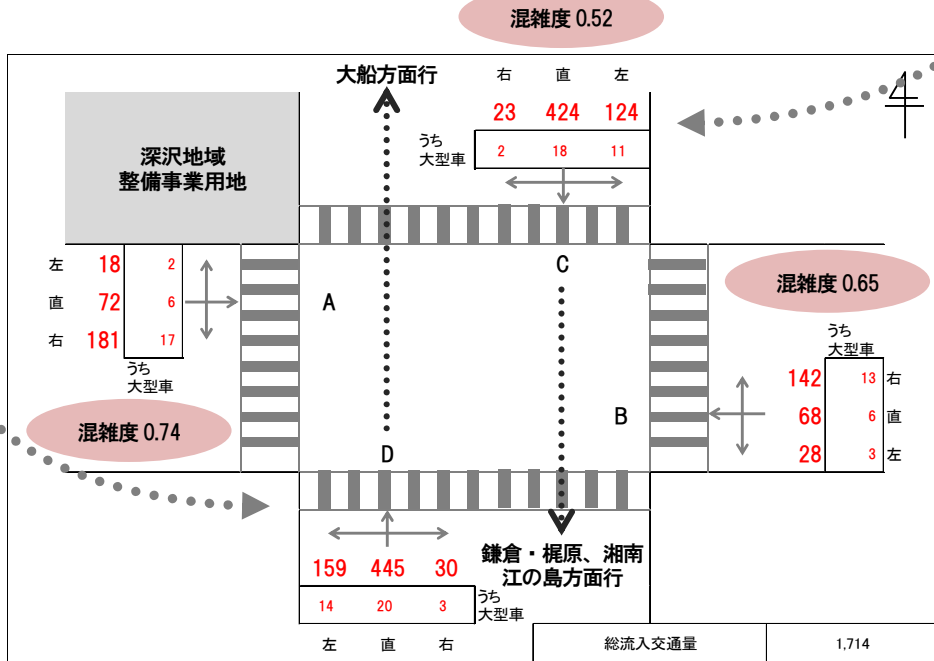 混雑度 0.52
大船方面行
右 直 左
23 424 124
うち
大型車
2 18 11
深沢地域
整備事業用地
左 18 2
直 72 6
右 181 17
うち
大型車
A
C
混雑度 0.65
うち
大型車
142 13 右
68 6 直
28 3 左
B
混雑度 0.74
D
鎌倉・梶原、湘南
江の島方面行
159 445 30
14 20 3
うち
大型車
左 直 右
総流入交通量 1,714